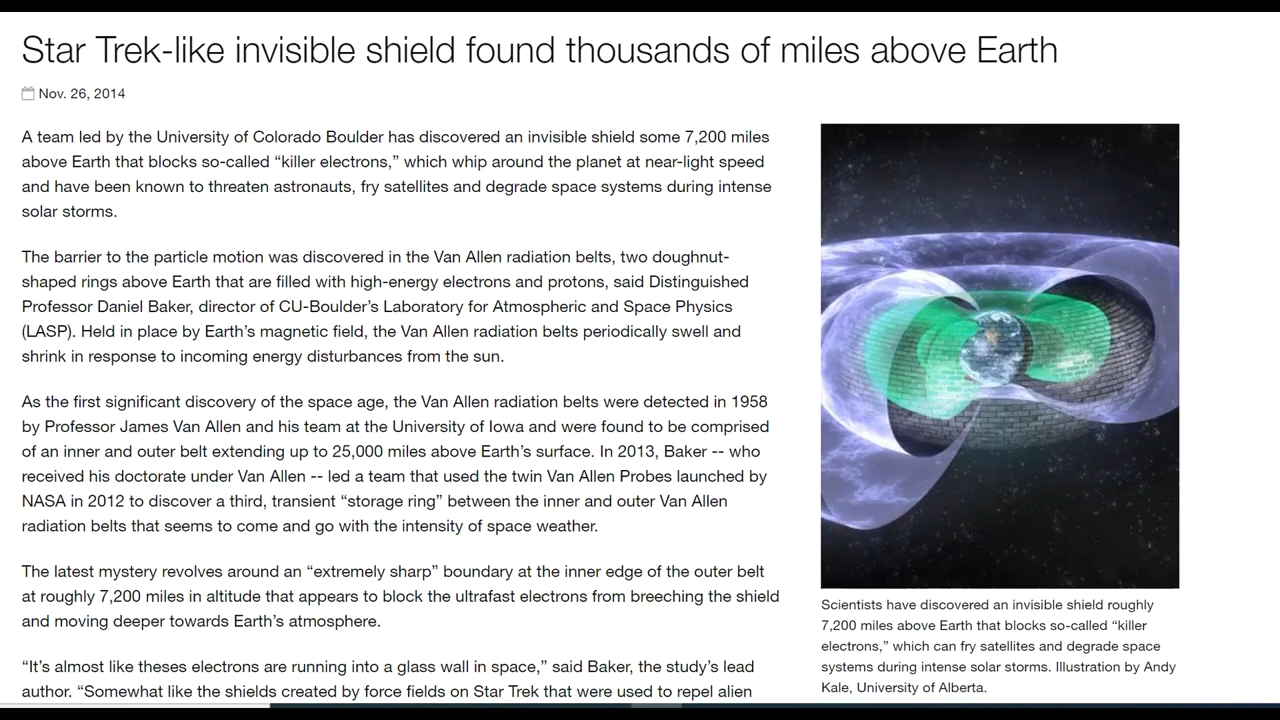 Star Trek-like invisible shield found thousands of miles above Earth
Nov. 26, 2014
A team led by the University of Colorado Boulder has discovered an invisible shield some 7,200 miles
above Earth that blocks so-called “killer electrons,” which whip around the planet at near-light speed
and have been known to threaten astronauts, fry satellites and degrade space systems during intense
solar storms.
The barrier to the particle motion was discovered in the Van Allen radiation belts, two doughnut-
shaped rings above Earth that are filled with high-energy electrons and protons, said Distinguished
Professor Daniel Baker, director of CU-Boulder’s Laboratory for Atmospheric and Space Physics
(LASP). Held in place by Earth’s magnetic field, the Van Allen radiation belts periodically swell and
shrink in response to incoming energy disturbances from the sun.
As the first significant discovery of the space age, the Van Allen radiation belts were detected in 1958
by Professor James Van Allen and his team at the University of Iowa and were found to be comprised
of an inner and outer belt extending up to 25,000 miles above Earth’s surface. In 2013, Baker -- who
received his doctorate under Van Allen -- led a team that used the twin Van Allen Probes launched by
NASA in 2012 to discover a third, transient “storage ring” between the inner and outer Van Allen
radiation belts that seems to come and go with the intensity of space weather.
The latest mystery revolves around an “extremely sharp” boundary at the inner edge of the outer belt
at roughly 7,200 miles in altitude that appears to block the ultrafast electrons from breeching the shield
and moving deeper towards Earth’s atmosphere.
“It’s almost like theses electrons are running into a glass wall in space,” said Baker, the study’s lead
author. “Somewhat like the shields created by force fields on Star Trek that were used to repel alien
Scientists have discovered an invisible shield roughly
7,200 miles above Earth that blocks so-called “killer
electrons,” which can fry satellites and degrade space
systems during intense solar storms. Illustration by Andy
Kale, University of Alberta.